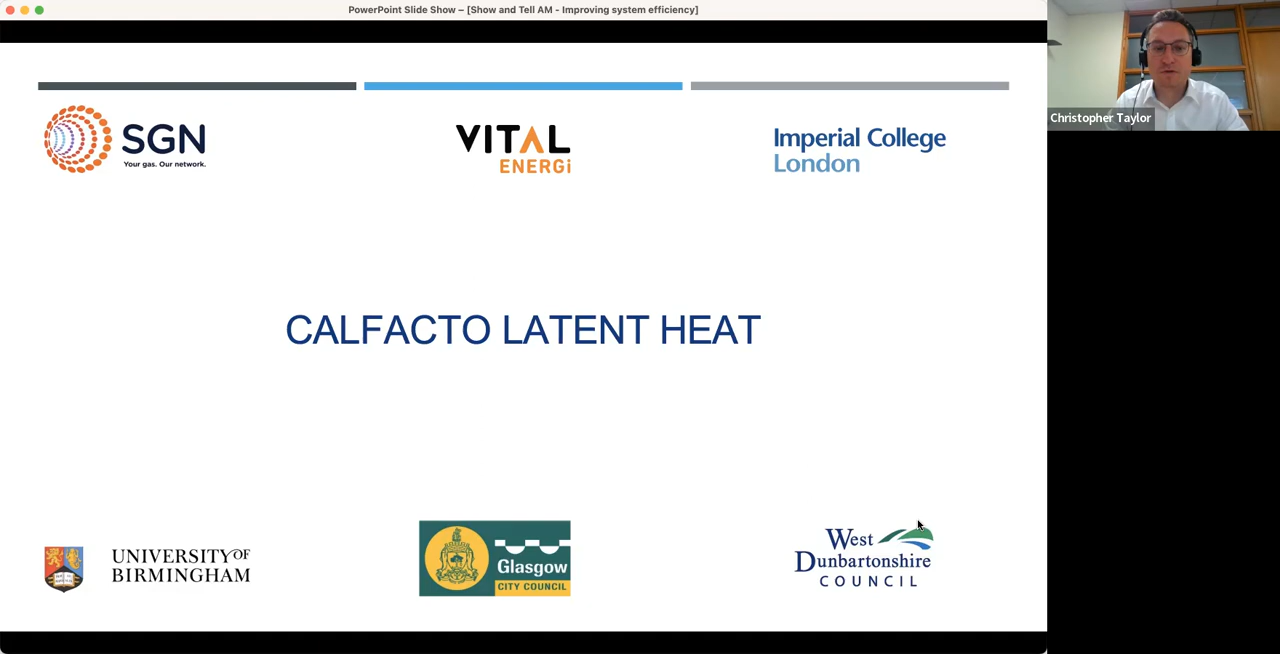 PowerPoint Slide Show – [Show and Tell AM - Improving system efficiency]
SGN
Your gas. Our network.
VITAL
ENERGi
Imperial College
London
Christopher Taylor
CALFACTO LATENT HEAT
UNIVERSITY OF
BIRMINGHAM
Glasgow
CITY COUNCIL
West
Dunbartonshire
COUNCIL